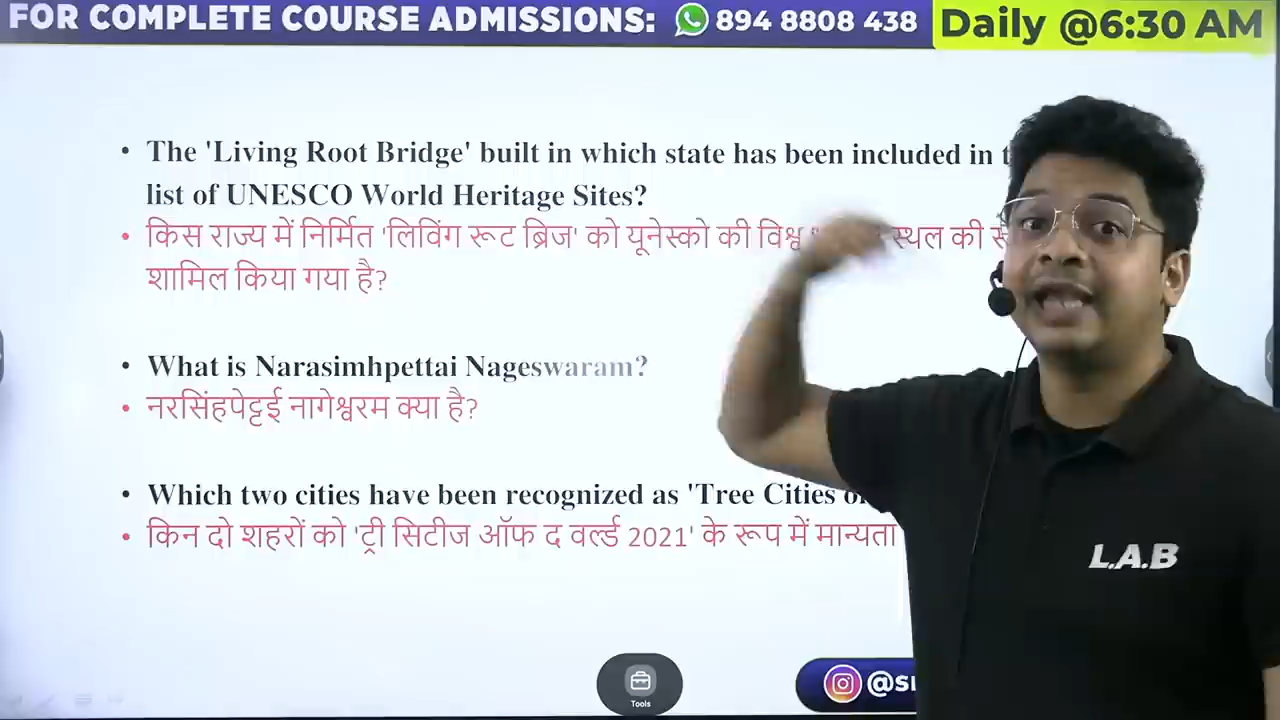 FOR COMPLETE COURSE ADMISSIONS: 894 8808 438
Daily @6:30 AM
• The 'Living Root Bridge' built in which state has been included in
list of UNESCO World Heritage Sites?
• किस राज्य में निर्मित 'लिविंग रूट ब्रिज' को यूनेस्को की विश्व स्थल की
शामिल किया गया है?
• What is Narasimhpettai Nageswaram?
• नरसिंहपेट्टई नागेश्वरम क्या है?
• Which two cities have been recognized as 'Tree Cities
• किन दो शहरों को 'ट्री सिटीज ऑफ द वर्ल्ड 2021' के रूप में मान्यता
L.A.B
Tools